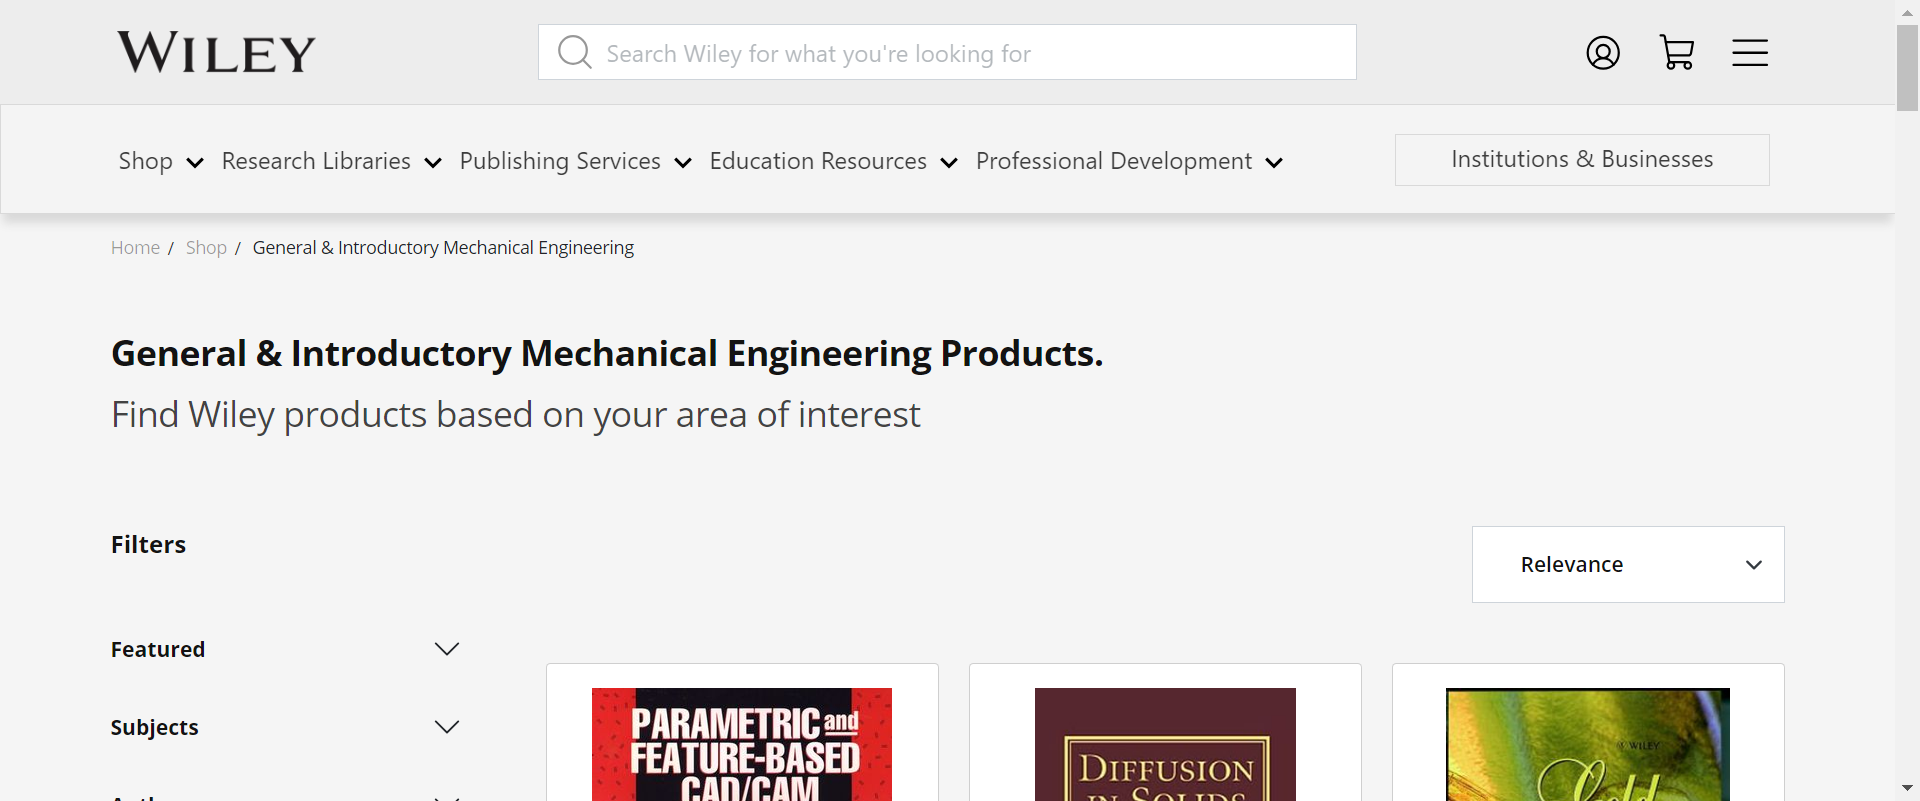 WILEY
Search Wiley for what you're looking for
Shop
Research Libraries
Publishing Services
Education Resources
Professional Development
Institutions & Businesses
Home / Shop / General & Introductory Mechanical Engineering
General & Introductory Mechanical Engineering Products.
Find Wiley products based on your area of interest
Filters
Relevance
Featured
Subjects
PARAMETRIC and
FEATURE-BASED
CAD/CAM
DIFFUSION
IN SOLIDS
WILEY
Gold